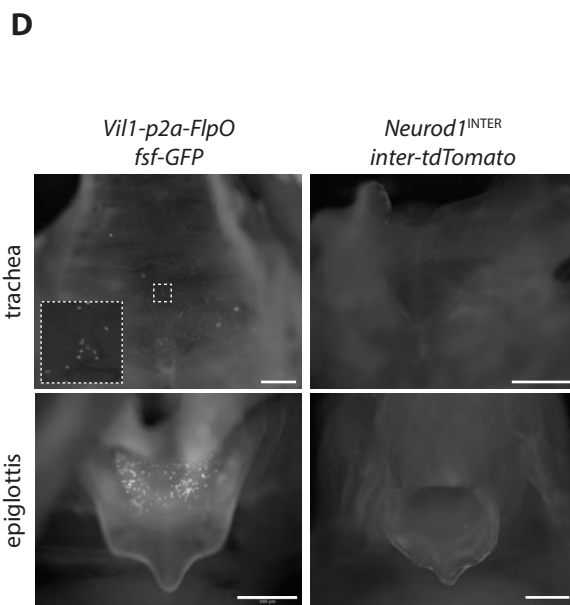 D
Vil1-p2a-FlpO
fsf-GFP
Neurod1INTER
inter-tdTomato
trachea
epiglottis